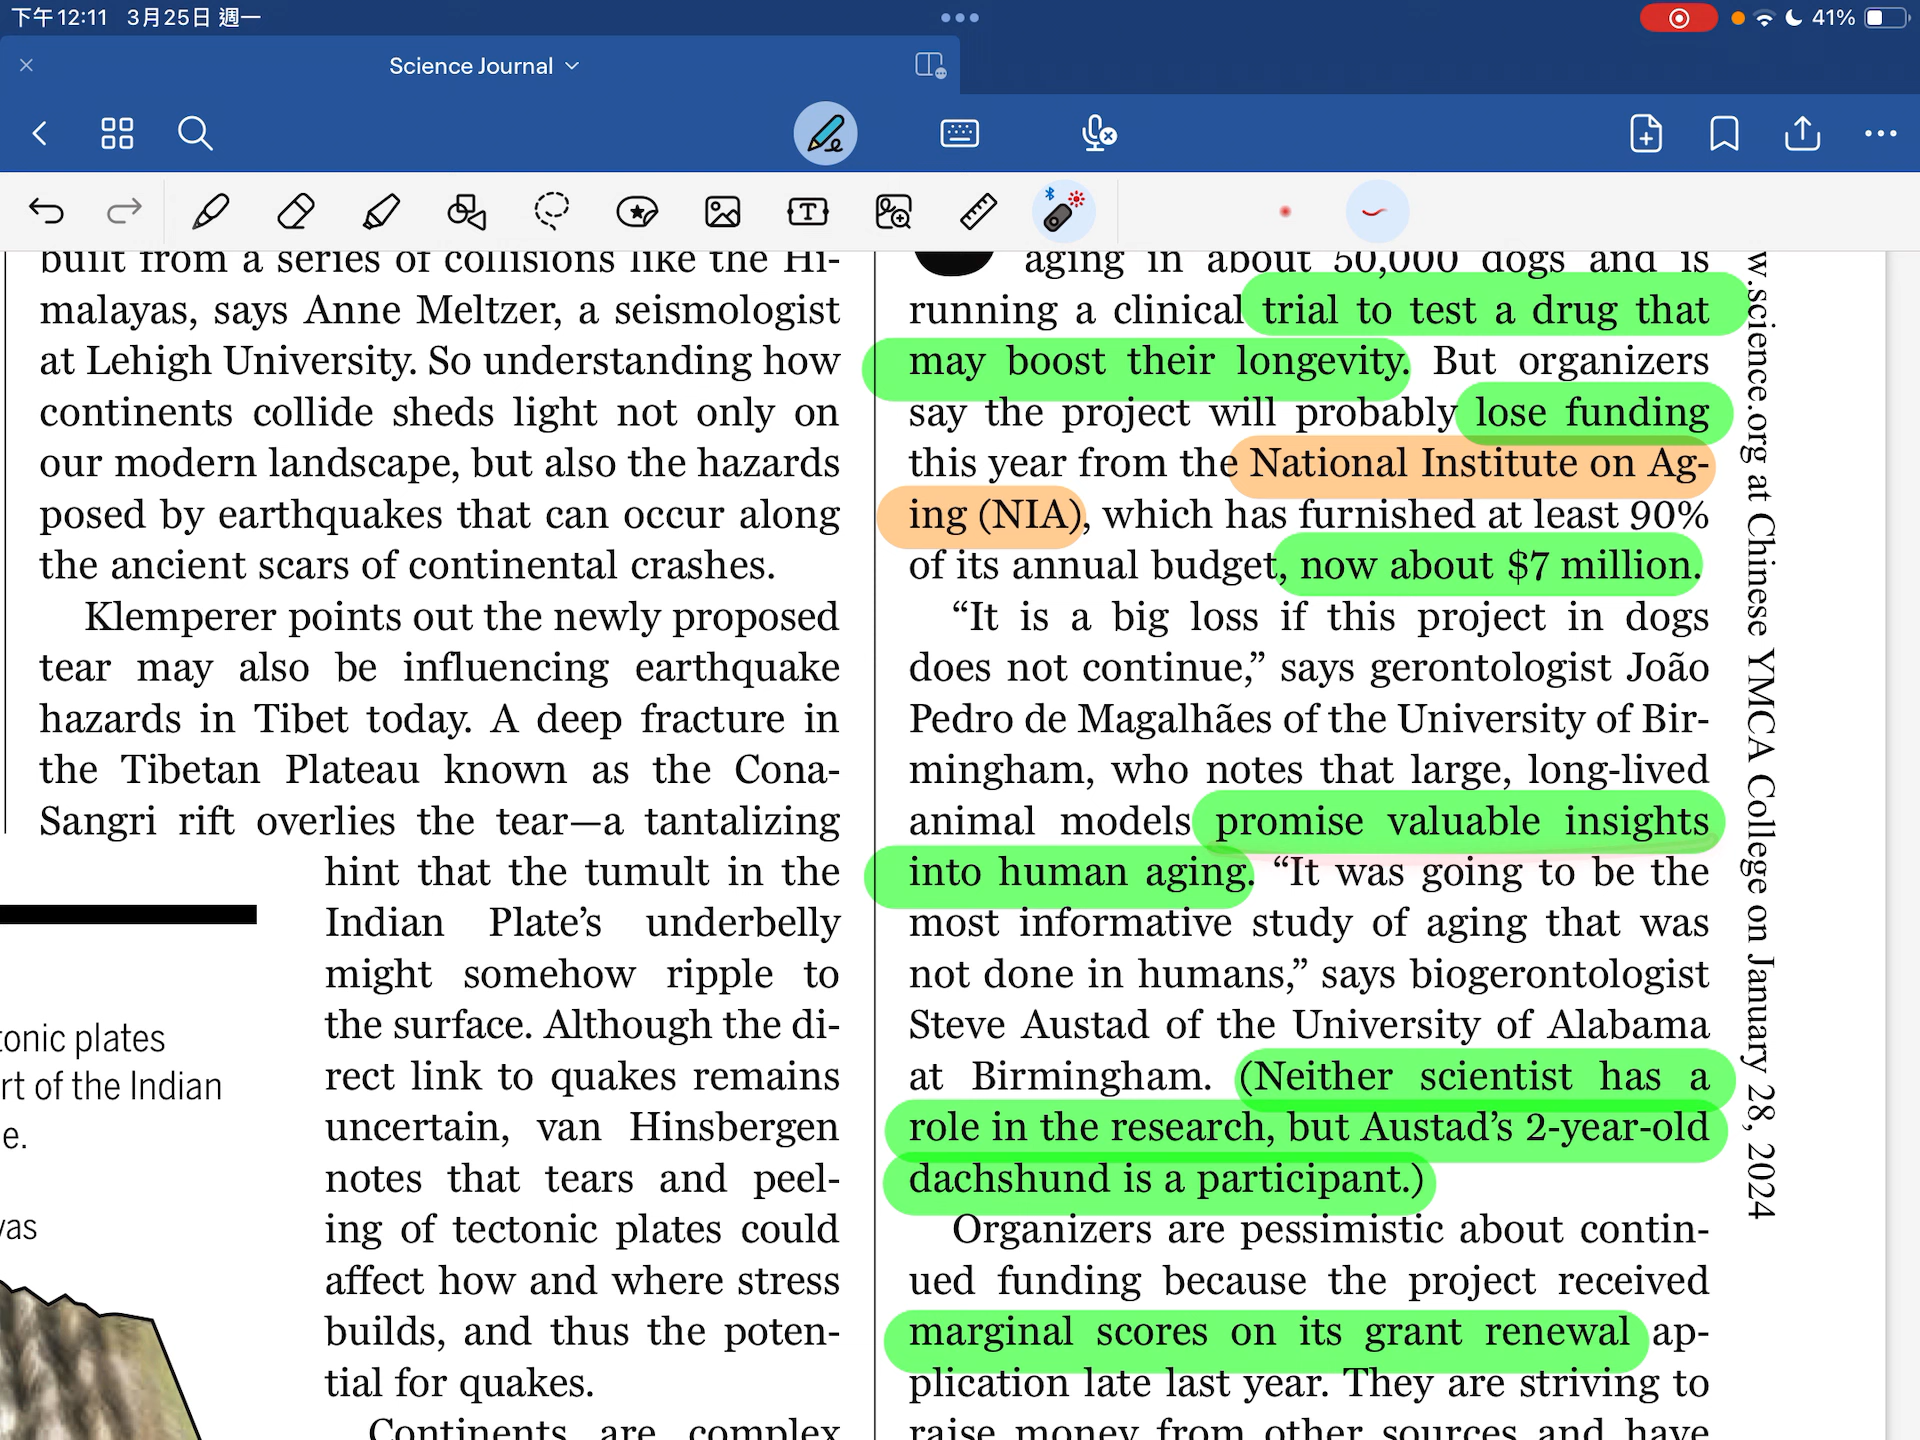 下午12:11 3月25日 週一
41%
Science Journal
built from a series of collisions like the Hi-
malayas, says Anne Meltzer, a seismologist
at Lehigh University. So understanding how
continents collide sheds light not only on
our modern landscape, but also the hazards
posed by earthquakes that can occur along
the ancient scars of continental crashes.
Klemperer points out the newly proposed
tear may also be influencing earthquake
hazards in Tibet today. A deep fracture in
the Tibetan Plateau known as the Cona-
Sangri rift overlies the tear—a tantalizing
hint that the tumult in the
Indian Plate’s underbelly
might somehow ripple to
the surface. Although the di-
rect link to quakes remains
uncertain, van Hinsbergen
notes that tears and peel-
ing of tectonic plates could
affect how and where stress
builds, and thus the poten-
tial for quakes.
Continents are complex
tonic plates
rt of the Indian
e.
vas
aging in about 50,000 dogs and is
running a clinical trial to test a drug that
may boost their longevity. But organizers
say the project will probably lose funding
this year from the National Institute on Ag-
ing (NIA), which has furnished at least 90%
of its annual budget, now about $7 million.
“It is a big loss if this project in dogs
does not continue,” says gerontologist João
Pedro de Magalhães of the University of Bir-
mingham, who notes that large, long-lived
animal models promise valuable insights
into human aging. “It was going to be the
most informative study of aging that was
not done in humans,” says biogerontologist
Steve Austad of the University of Alabama
at Birmingham. (Neither scientist has a
role in the research, but Austad’s 2-year-old
dachshund is a participant.)
Organizers are pessimistic about contin-
ued funding because the project received
marginal scores on its grant renewal ap-
plication late last year. They are striving to
raise money from other sources and have
w.science.org at Chinese YMCA College on January 28, 2024